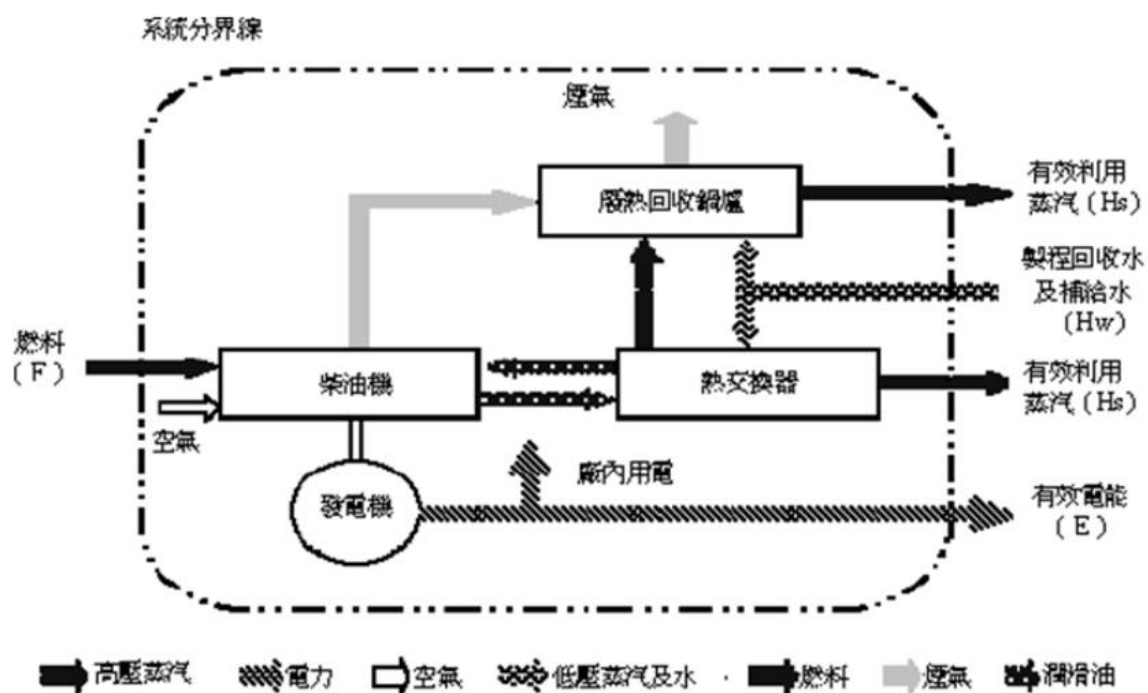 系統分界線
煙氣
廢熱回收鍋爐
有效利用
蒸汽(Hs)
製程回收水
及補給水
(Hw)
燃料
(F)
柴油機
熱交換器
有效利用
蒸汽(Hs)
空氣
廠內用電
發電機
有效電能
(E)
高壓蒸汽 電力 空氣 低壓蒸汽及水 燃料 煙氣 潤滑油